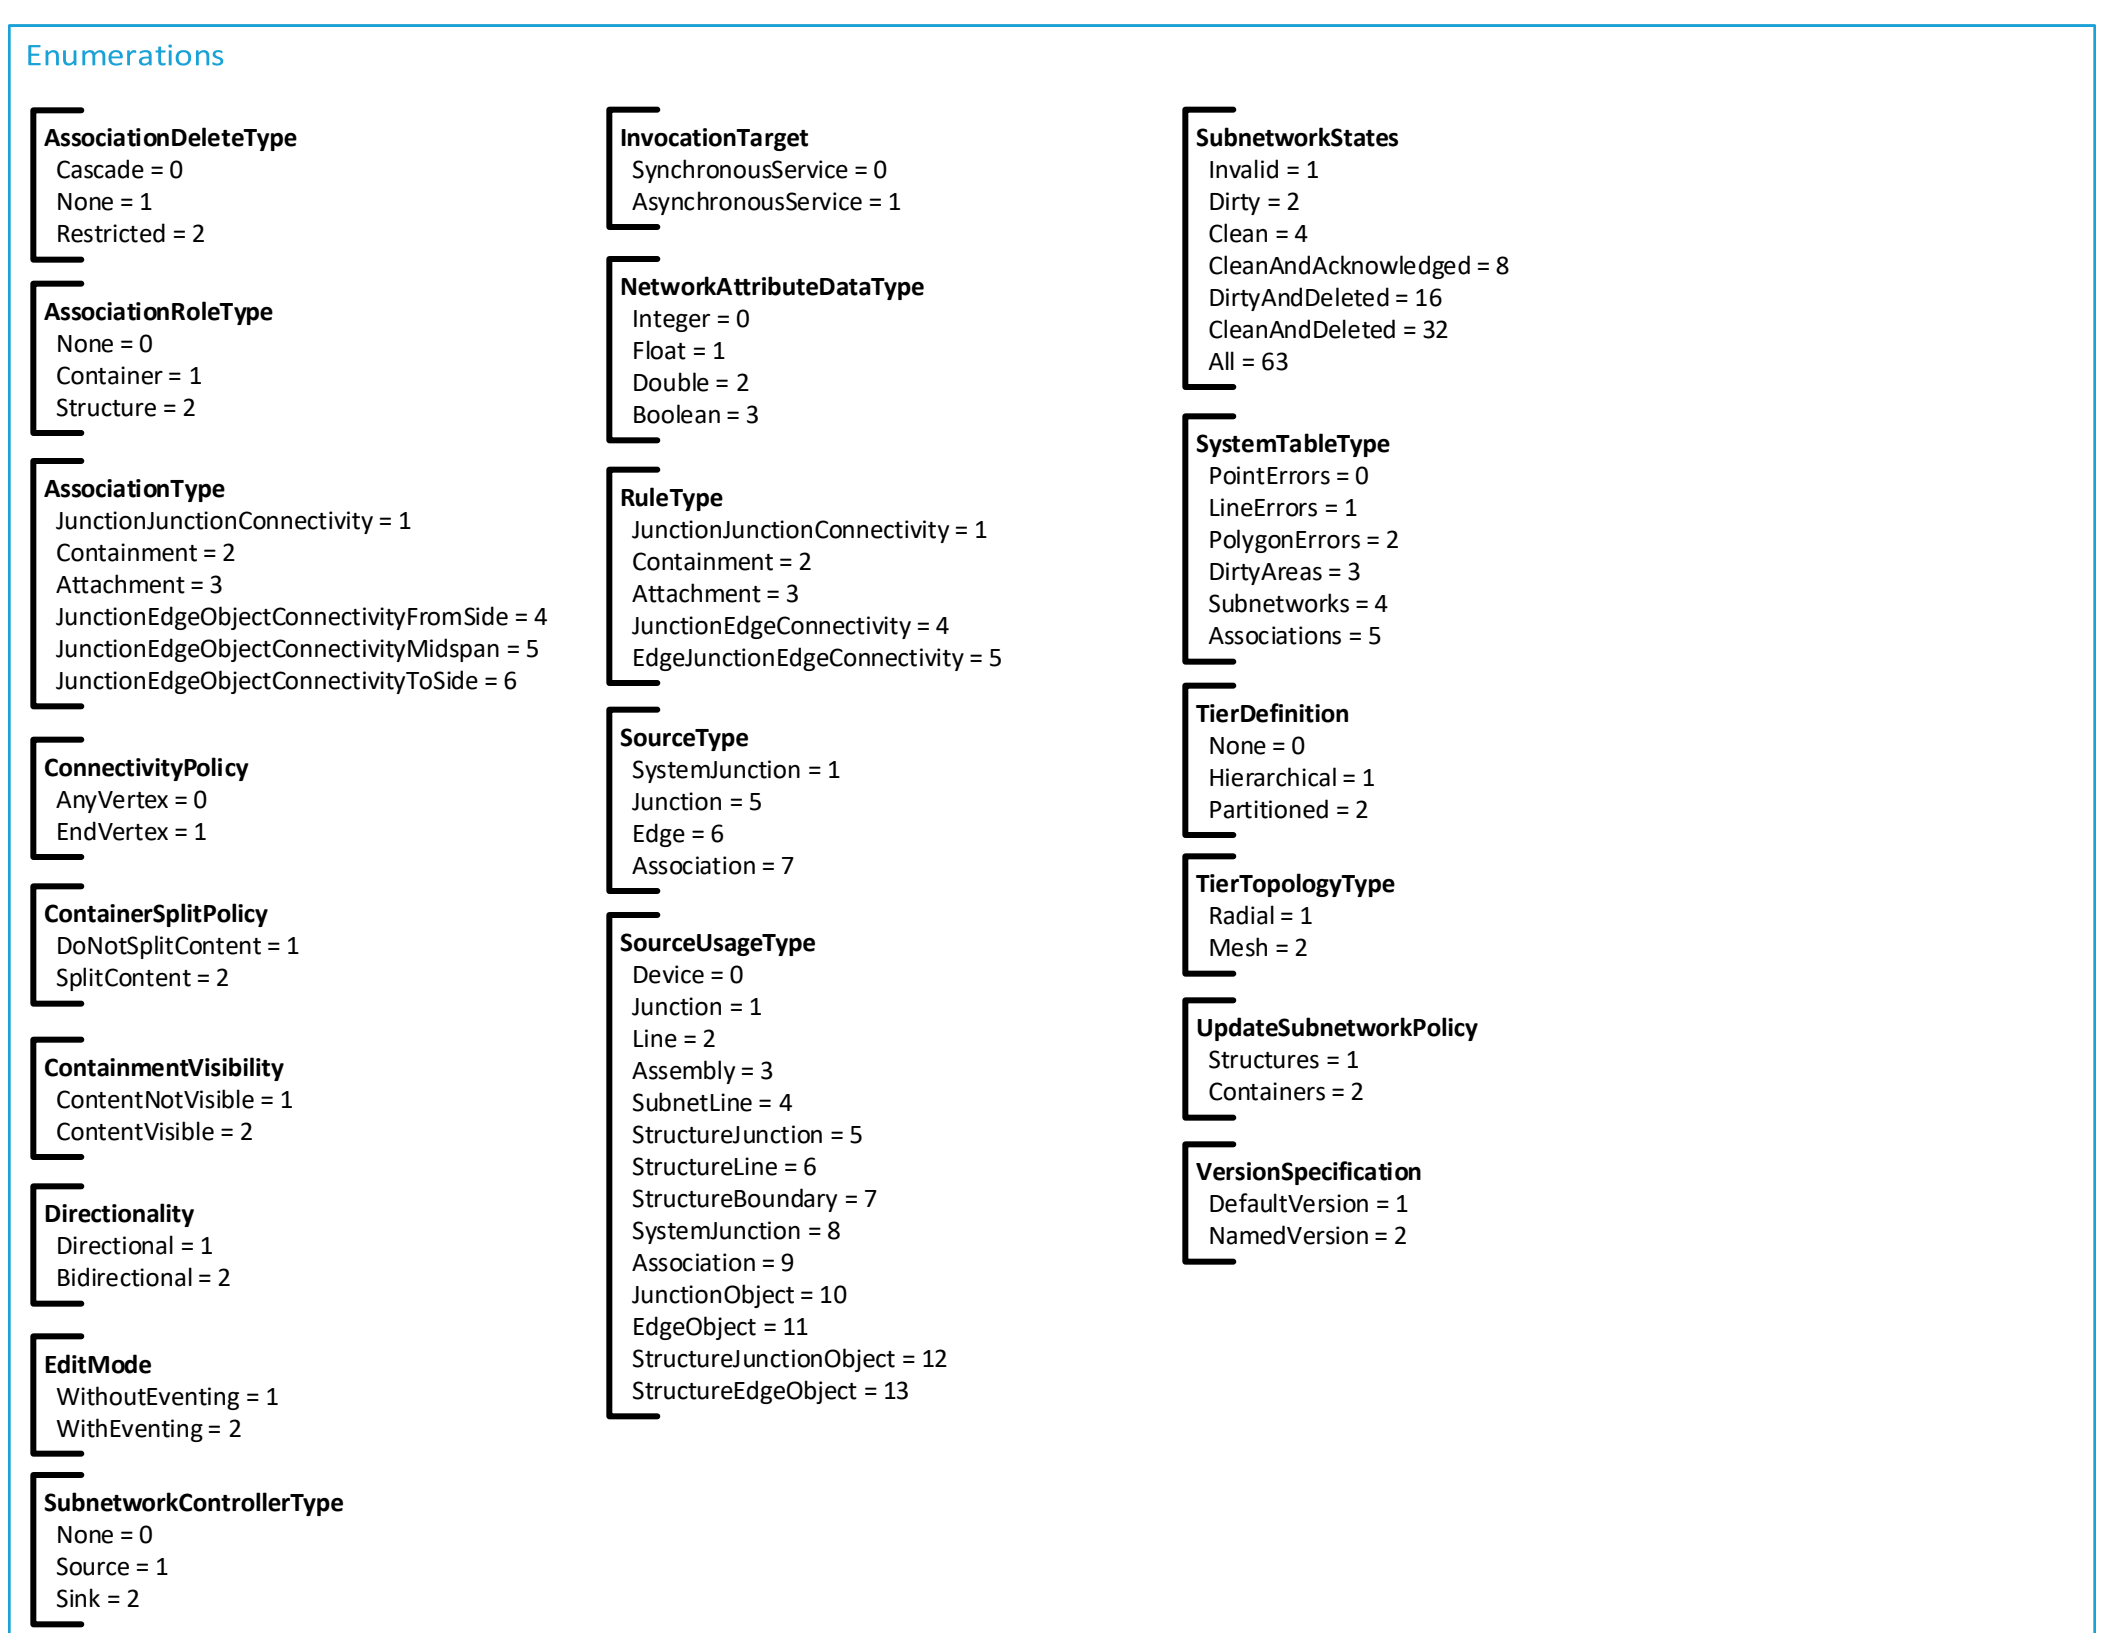 Enumerations
AssociationDeleteType
Cascade = 0
None = 1
Restricted = 2
AssociationRoleType
None = 0
Container = 1
Structure = 2
AssociationType
JunctionJunctionConnectivity = 1
Containment = 2
Attachment = 3
JunctionEdgeObjectConnectivityFromSide = 4
JunctionEdgeObjectConnectivityMidspan = 5
JunctionEdgeObjectConnectivityToSide = 6
ConnectivityPolicy
AnyVertex = 0
EndVertex = 1
ContainerSplitPolicy
DoNotSplitContent = 1
SplitContent = 2
ContainmentVisibility
ContentNotVisible = 1
ContentVisible = 2
Directionality
Directional = 1
Bidirectional = 2
EditMode
WithoutEventing = 1
WithEventing = 2
SubnetworkControllerType
None = 0
Source = 1
Sink = 2
InvocationTarget
SynchronousService = 0
AsynchronousService = 1
NetworkAttributeDataType
Integer = 0
Float = 1
Double = 2
Boolean = 3
RuleType
JunctionJunctionConnectivity = 1
Containment = 2
Attachment = 3
JunctionEdgeConnectivity = 4
EdgeJunctionEdgeConnectivity = 5
SourceType
SystemJunction = 1
Junction = 5
Edge = 6
Association = 7
SourceUsageType
Device = 0
Junction = 1
Line = 2
Assembly = 3
SubnetLine = 4
StructureJunction = 5
StructureLine = 6
StructureBoundary = 7
SystemJunction = 8
Association = 9
JunctionObject = 10
EdgeObject = 11
StructureJunctionObject = 12
StructureEdgeObject = 13
SubnetworkStates
Invalid = 1
Dirty = 2
Clean = 4
CleanAndAcknowledged = 8
DirtyAndDeleted = 16
CleanAndDeleted = 32
All = 63
SystemTableType
PointErrors = 0
LineErrors = 1
PolygonErrors = 2
DirtyAreas = 3
Subnetworks = 4
Associations = 5
TierDefinition
None = 0
Hierarchical = 1
Partitioned = 2
TierTopologyType
Radial = 1
Mesh = 2
UpdateSubnetworkPolicy
Structures = 1
Containers = 2
VersionSpecification
DefaultVersion = 1
NamedVersion = 2